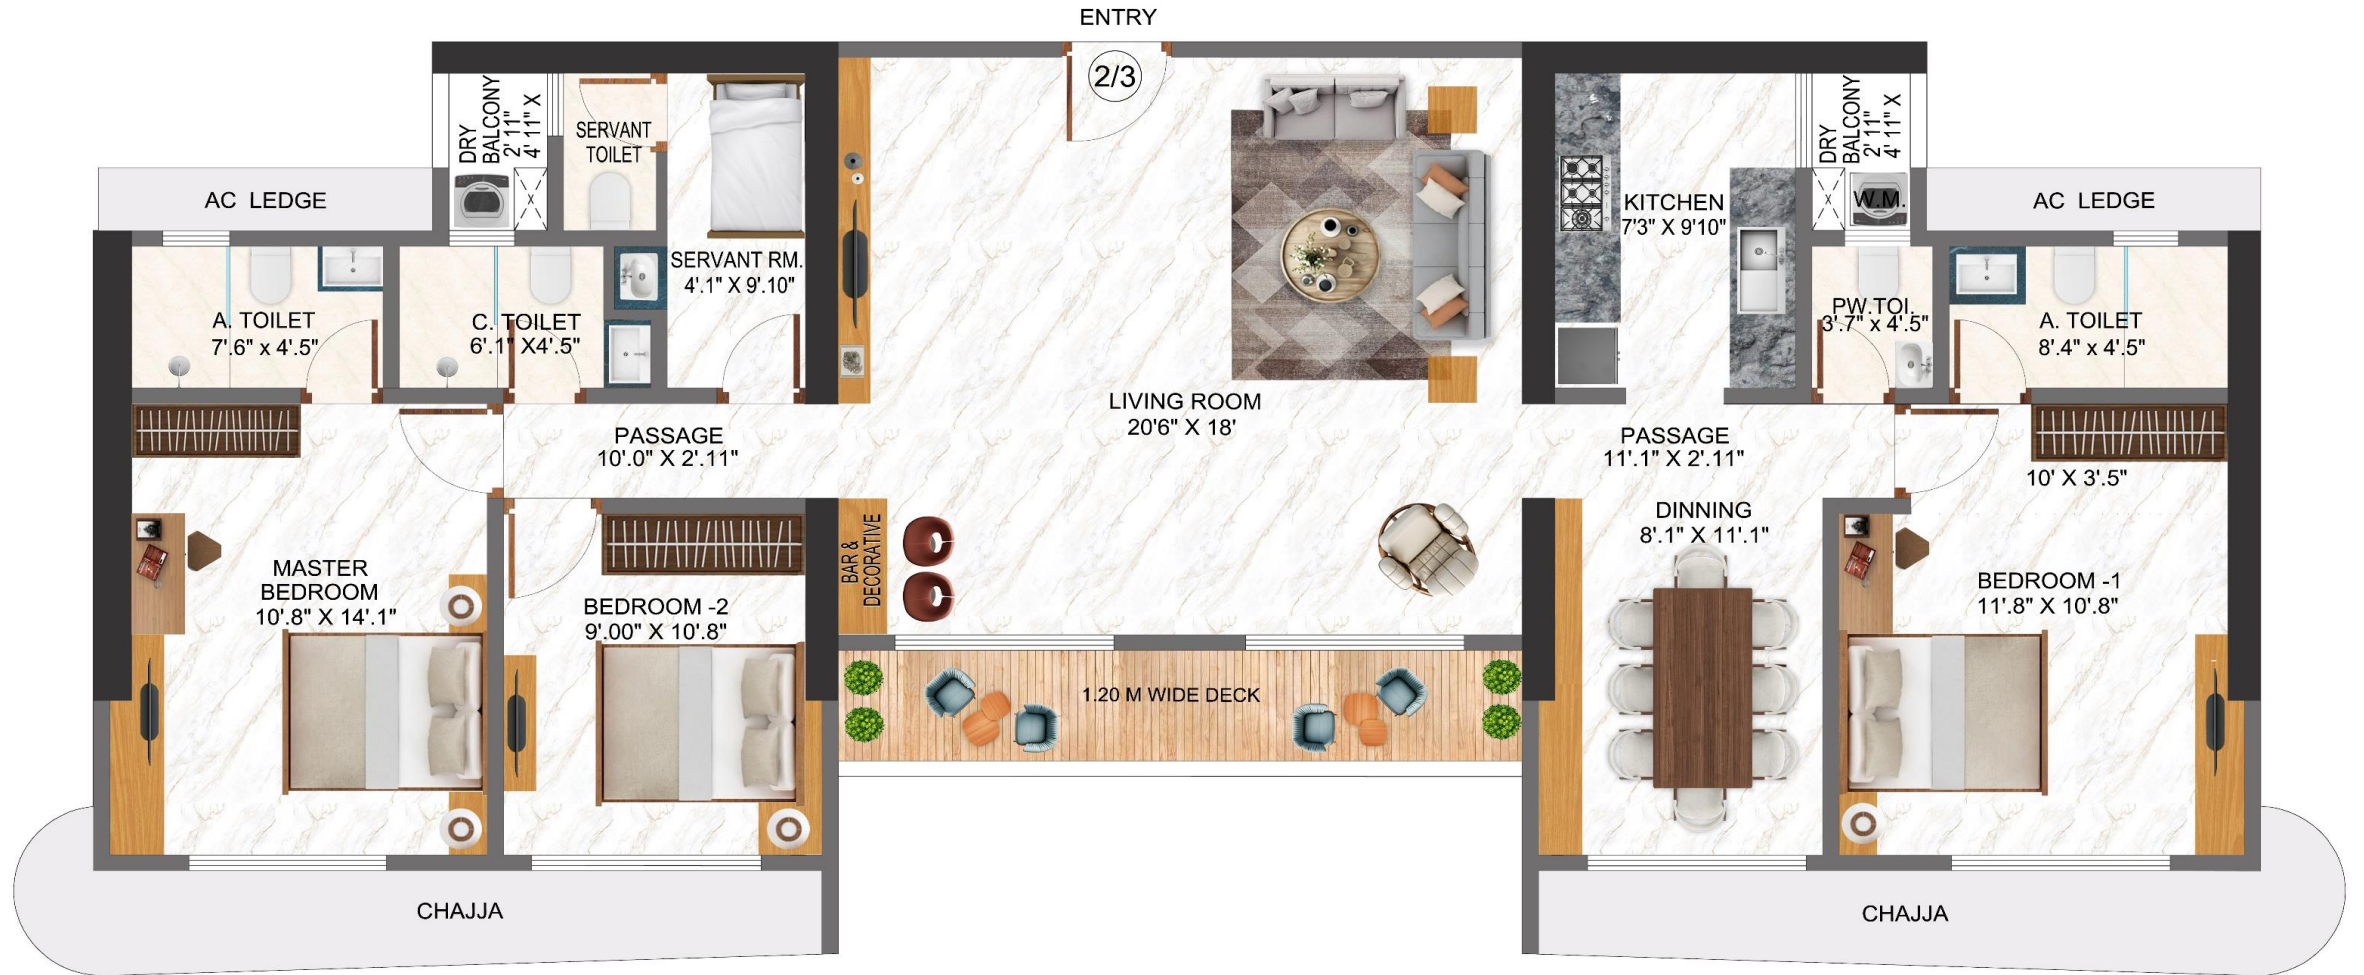 ENTRY
2/3
DRY
BALCONY
2' 11"
4' 11" X
SERVANT
TOILET
AC LEDGE
SERVANT RM.
4'.1" X 9'.10"
A. TOILET
7'.6" x 4'.5"
C. TOILET
6'.1" X4'.5"
PASSAGE
10'.0" X 2'.11"
MASTER
BEDROOM
10'.8" X 14'.1"
BEDROOM -2
9'.00" X 10'.8"
CHAJJA
LIVING ROOM
20'6" X 18'
BAR &
DECORATIVE
1.20 M WIDE DECK
KITCHEN
7'3" X 9'10"
DRY
BALCONY
2' 11"
4' 11" X
W.M.
AC LEDGE
PW.TOI.
3'.7" x 4'.5"
A. TOILET
8'.4" x 4'.5"
PASSAGE
11'.1" X 2'.11"
10' X 3'.5"
DINNING
8'.1" X 11'.1"
BEDROOM -1
11'.8" X 10'.8"
CHAJJA